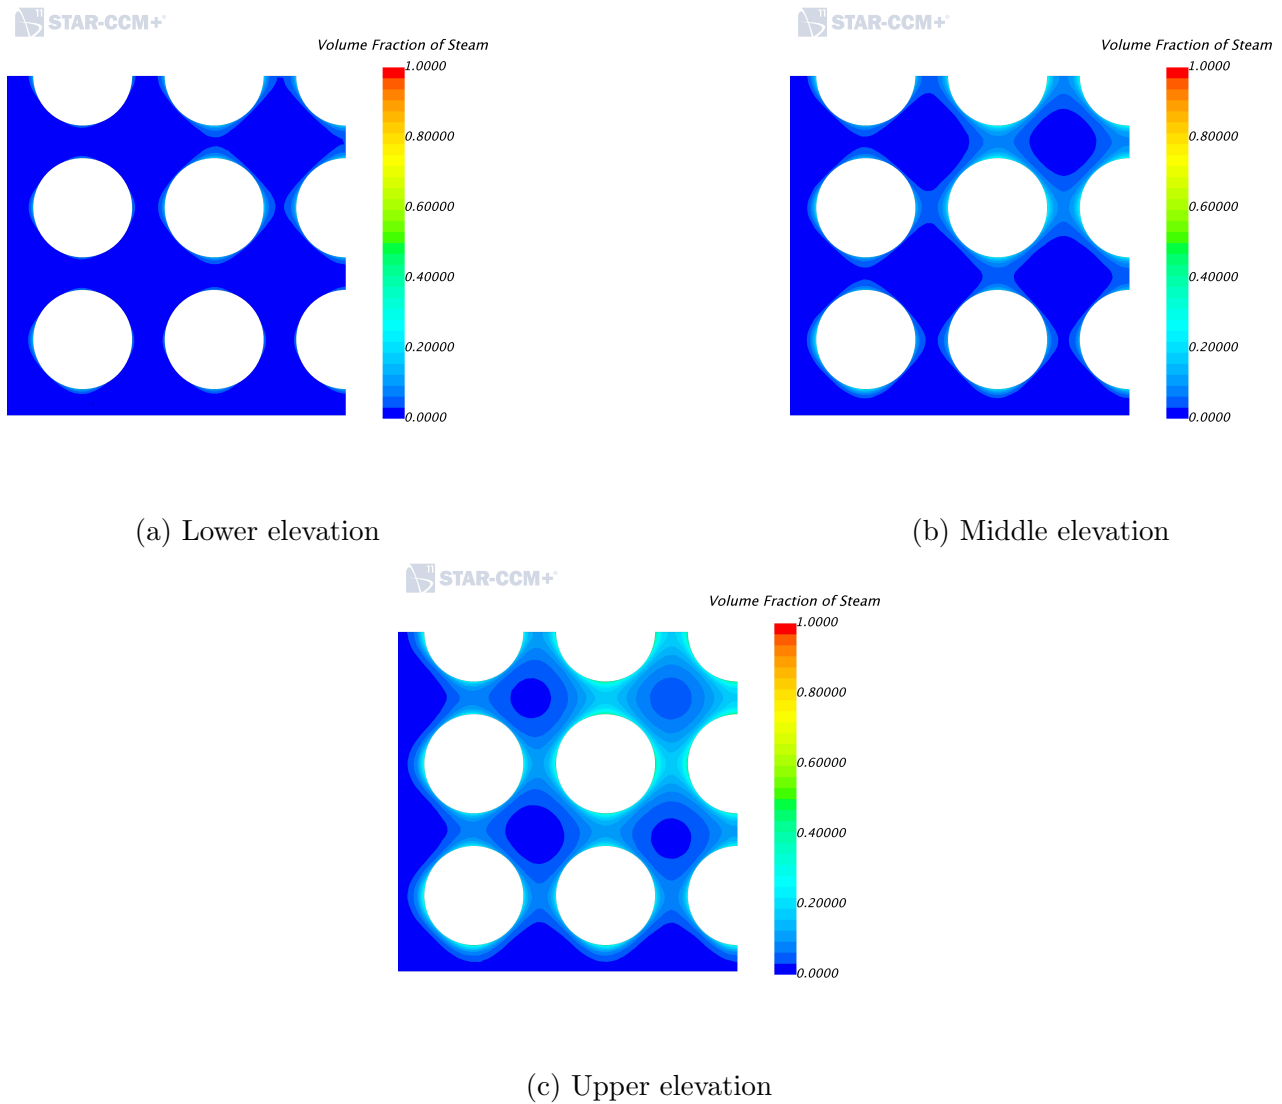 STAR-CCM+
Volume Fraction of Steam
1.0000
0.80000
0.60000
0.40000
0.20000
0.0000
(a) Lower elevation
STAR-CCM+
Volume Fraction of Steam
1.0000
0.80000
0.60000
0.40000
0.20000
0.0000
(b) Middle elevation
STAR-CCM+
Volume Fraction of Steam
1.0000
0.80000
0.60000
0.40000
0.20000
0.0000
(c) Upper elevation